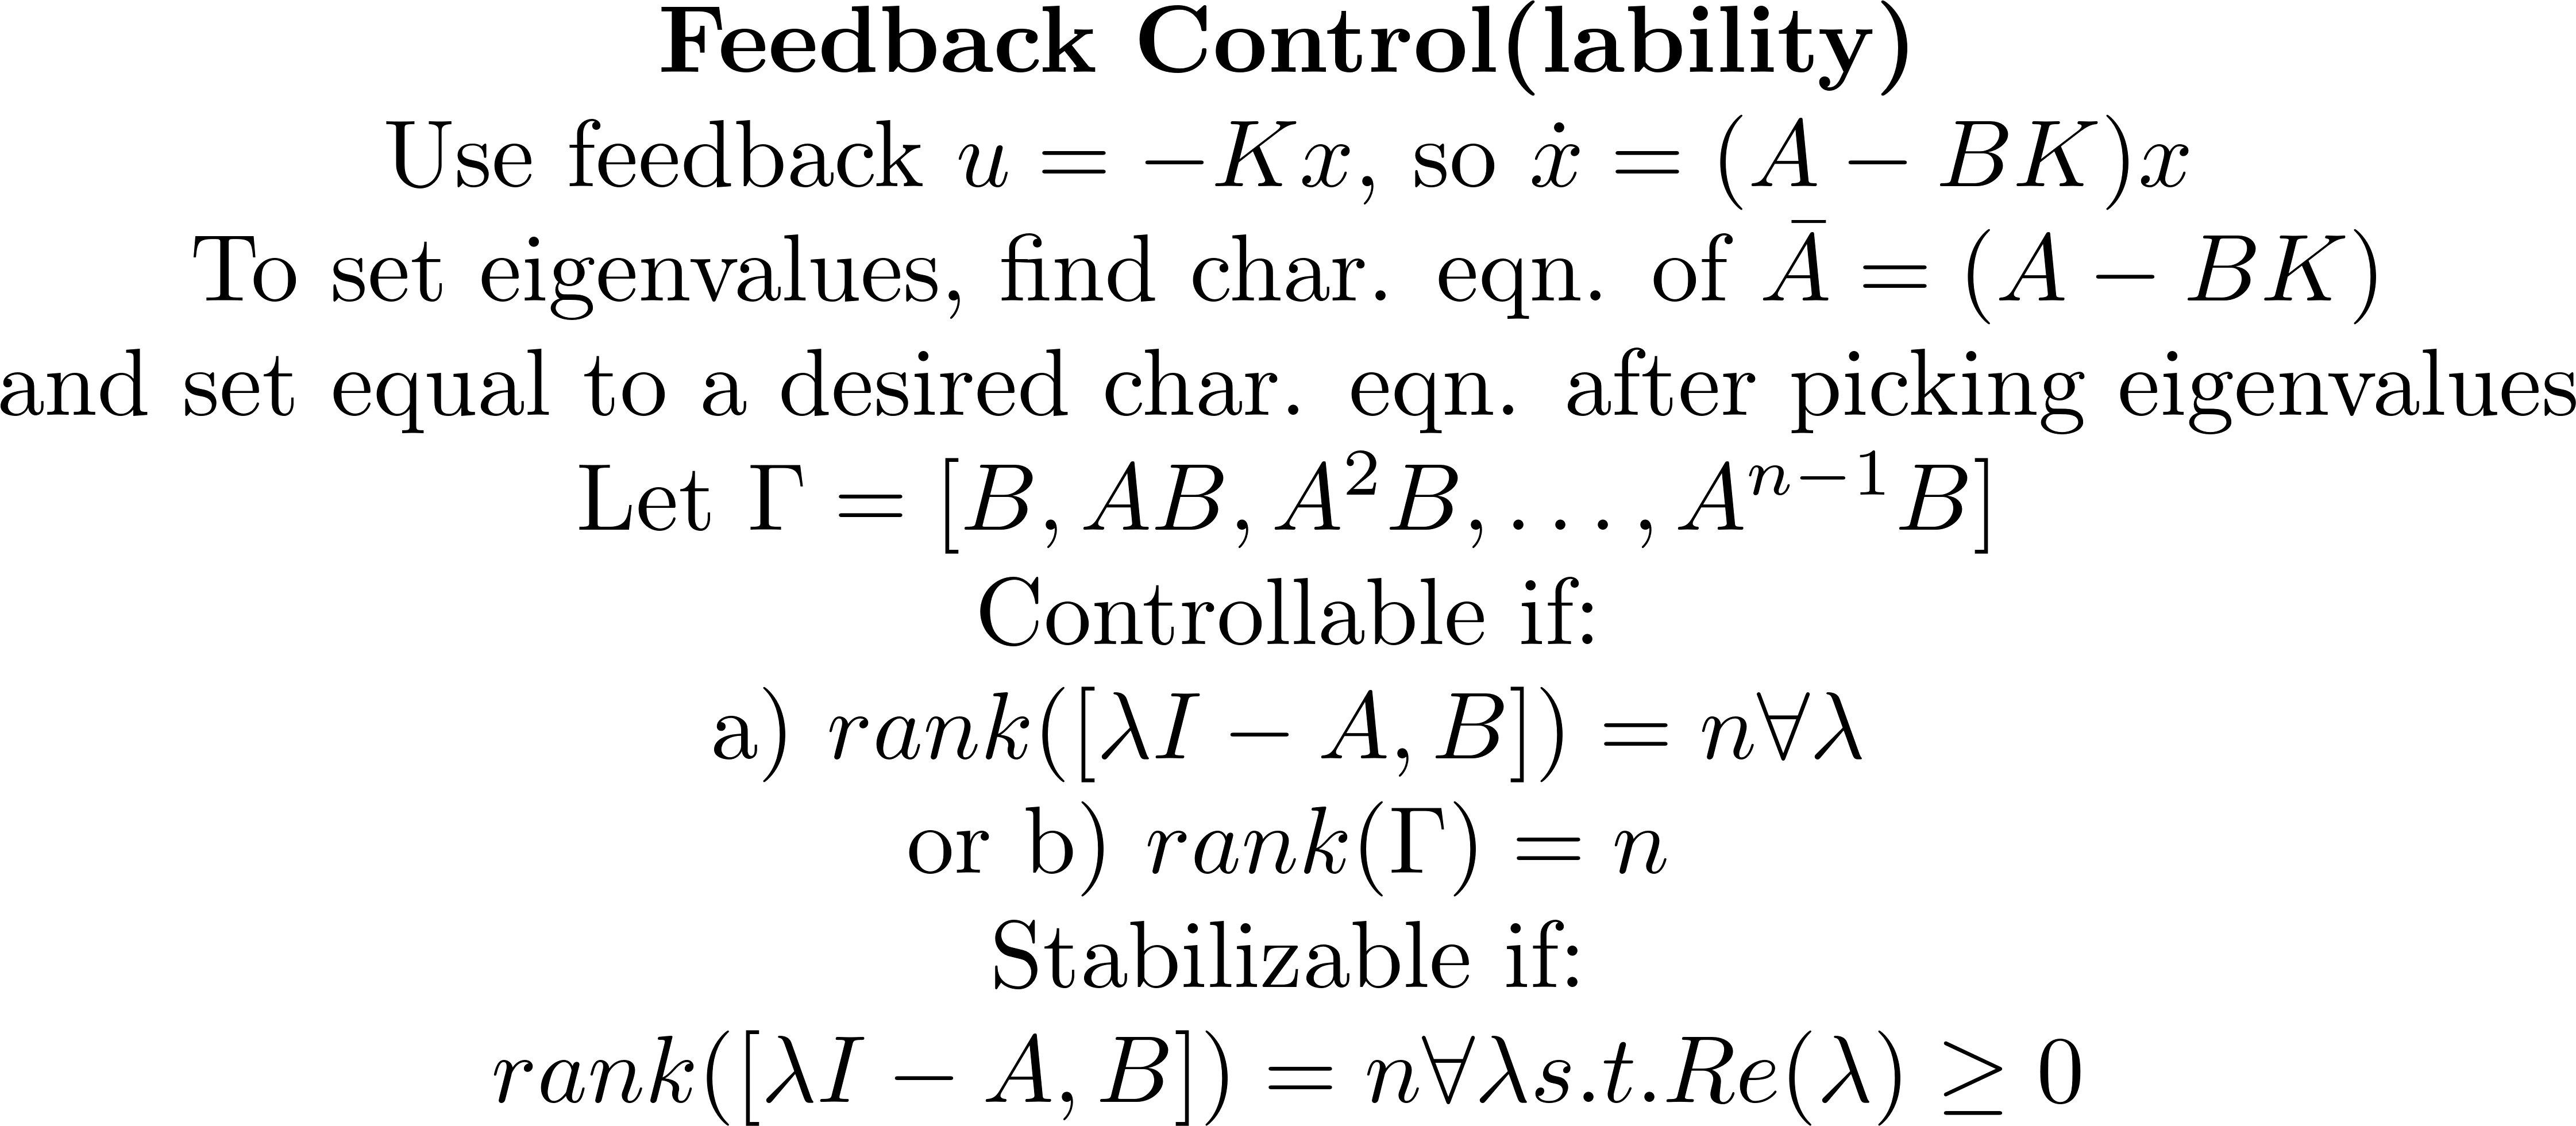 Feedback Control(lability)
Use feedback u = −Kx, so ẋ = (A − BK)x
To set eigenvalues, find char. eqn. of Ā = (A − BK)
and set equal to a desired char. eqn. after picking eigenvalues
Let Γ = [B, AB, A²B, . . . , Aⁿ⁻¹B]
Controllable if:
a) rank([λI − A, B]) = n∀λ
or b) rank(Γ) = n
Stabilizable if:
rank([λI − A, B]) = n∀λs.t.Re(λ) ≥ 0